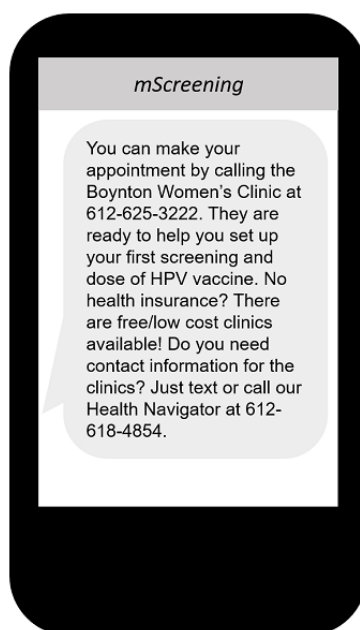 mScreening
You can make your
appointment by calling the
Boynton Women’s Clinic at
612-625-3222. They are
ready to help you set up
your first screening and
dose of HPV vaccine. No
health insurance? There
are free/low cost clinics
available! Do you need
contact information for the
clinics? Just text or call our
Health Navigator at 612-
618-4854.